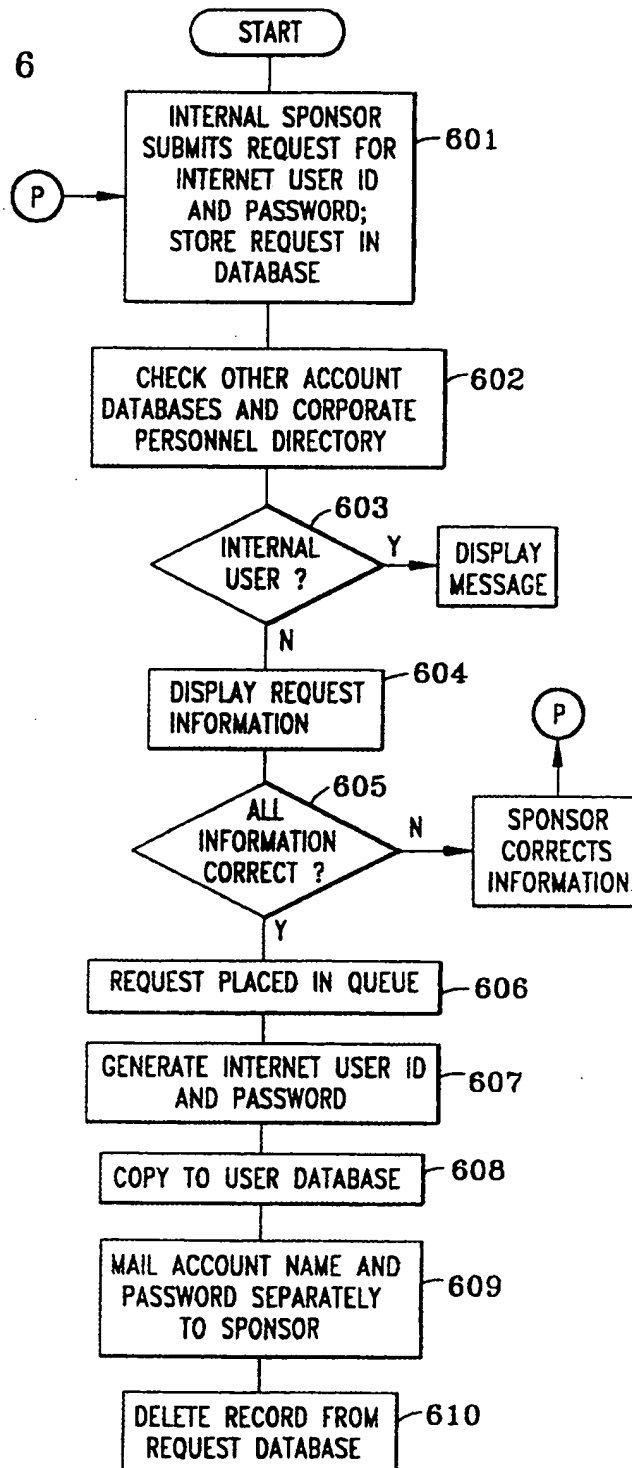 START
6
INTERNAL SPONSOR
SUBMITS REQUEST FOR
INTERNET USER ID
AND PASSWORD;
STORE REQUEST IN
DATABASE
601
P
CHECK OTHER ACCOUNT
DATABASES AND CORPORATE
PERSONNEL DIRECTORY
602
603
INTERNAL
USER ?
Y
DISPLAY
MESSAGE
N
604
DISPLAY REQUEST
INFORMATION
P
605
ALL
INFORMATION
CORRECT ?
N
SPONSOR
CORRECTS
INFORMATION
Y
REQUEST PLACED IN QUEUE
606
GENERATE INTERNET USER ID
AND PASSWORD
607
COPY TO USER DATABASE
608
MAIL ACCOUNT NAME AND
PASSWORD SEPARATELY
TO SPONSOR
609
DELETE RECORD FROM
REQUEST DATABASE
610